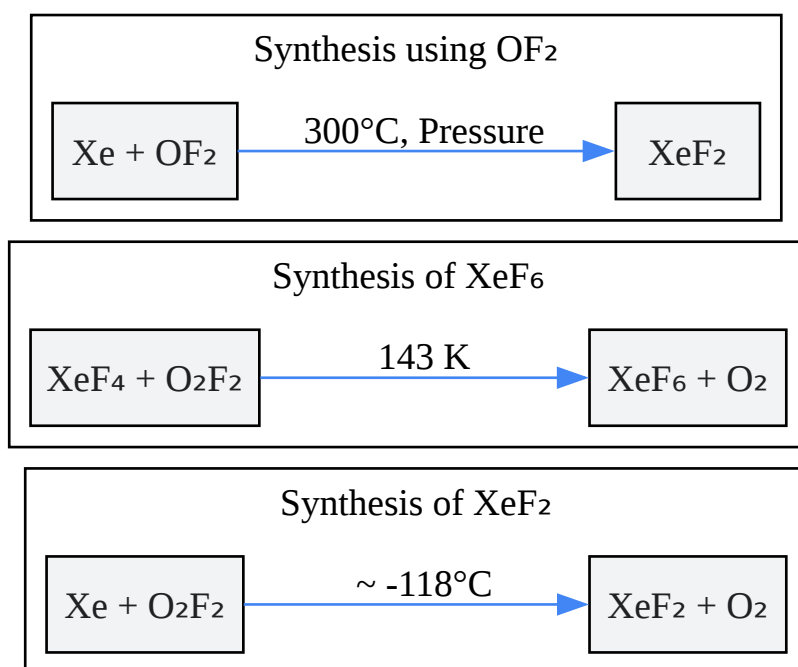 Synthesis using OF₂
Xe + OF₂
300°C, Pressure
XeF₂
Synthesis of XeF₆
XeF₄ + O₂F₂
143 K
XeF₆ + O₂
Synthesis of XeF₂
Xe + O₂F₂
~ -118°C
XeF₂ + O₂